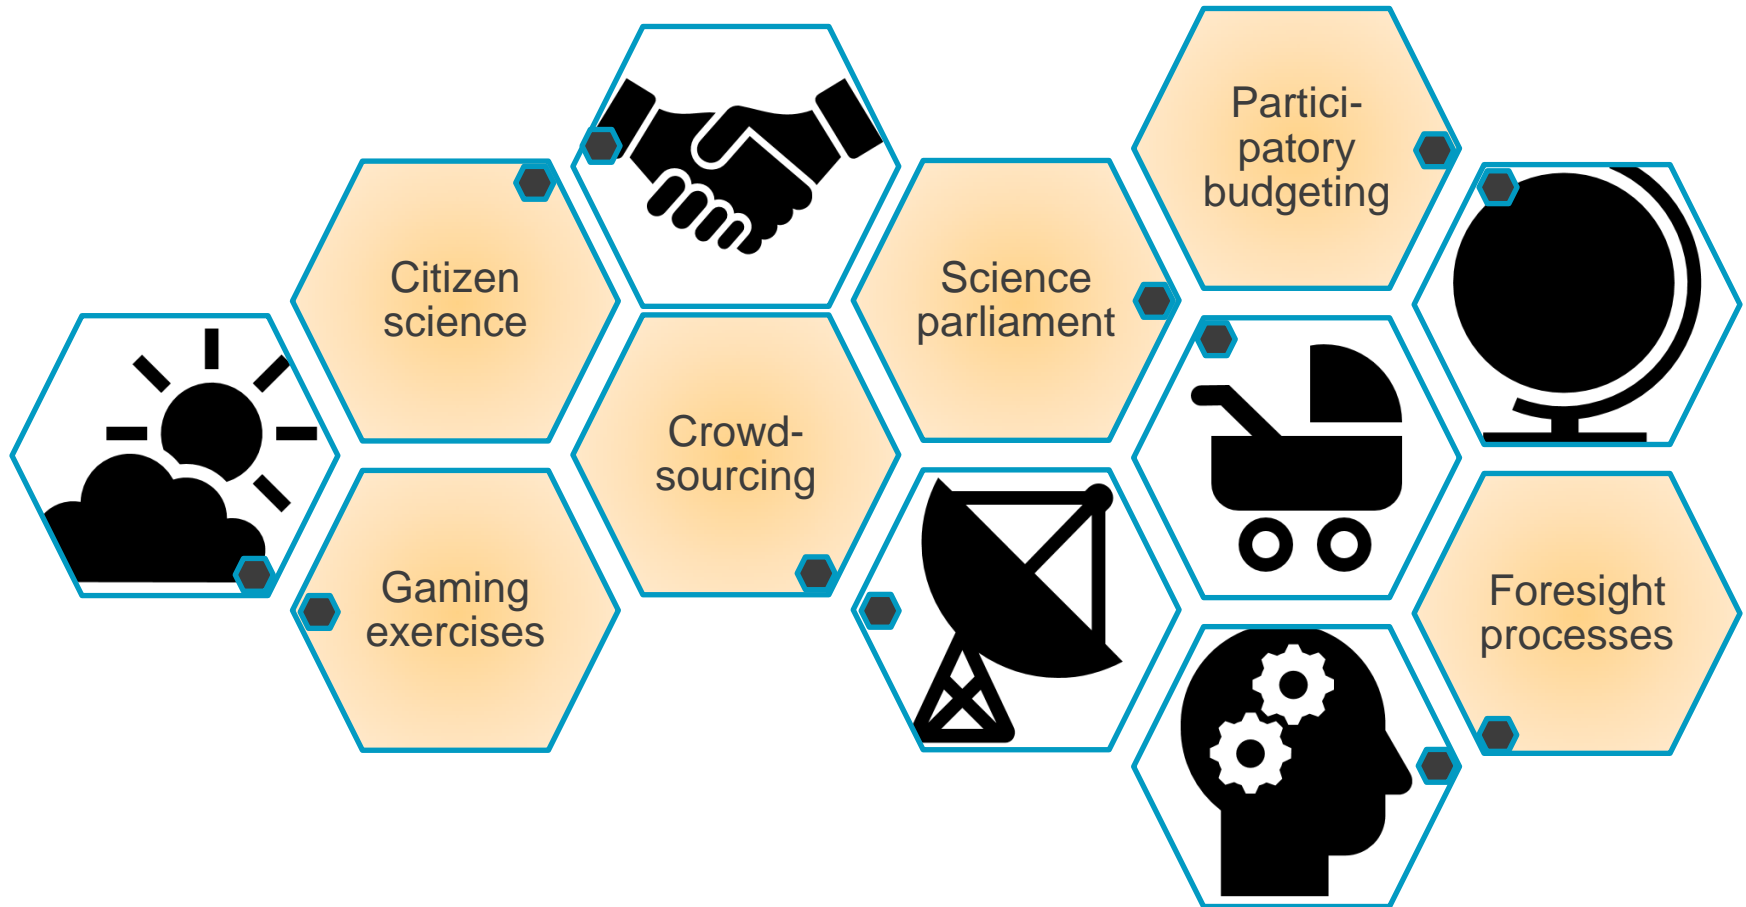 Citizen
science
Gaming
exercises
Crowd-
sourcing
Science
parliament
Partici-
patory
budgeting
Foresight
processes